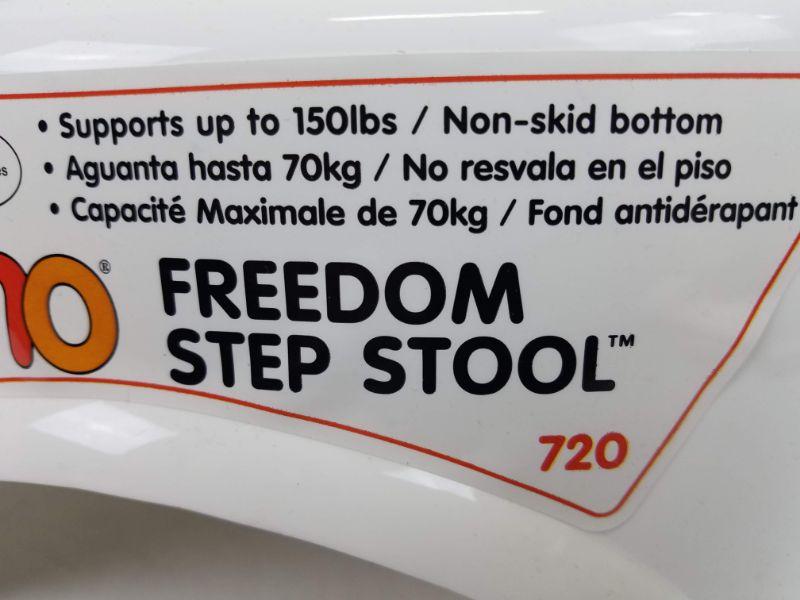 • Supports up to 150lbs / Non-skid bottom
• Aguanta hasta 70kg / No resvala en el piso
• Capacité Maximale de 70kg / Fond antidérapant
®
FREEDOM
STEP STOOL™
720